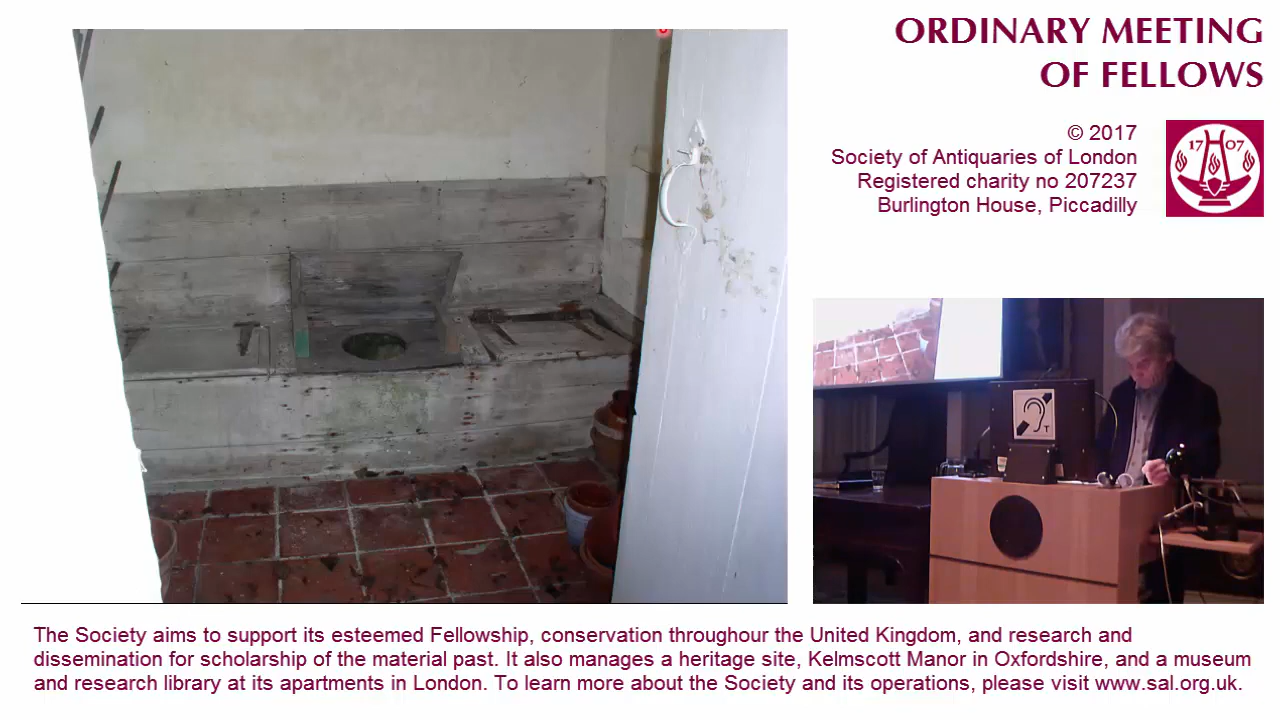 ORDINARY MEETING
OF FELLOWS
© 2017
Society of Antiquaries of London
Registered charity no 207237
Burlington House, Piccadilly
17 07
T
The Society aims to support its esteemed Fellowship, conservation throughour the United Kingdom, and research and
dissemination for scholarship of the material past. It also manages a heritage site, Kelmscott Manor in Oxfordshire, and a museum
and research library at its apartments in London. To learn more about the Society and its operations, please visit www.sal.org.uk.